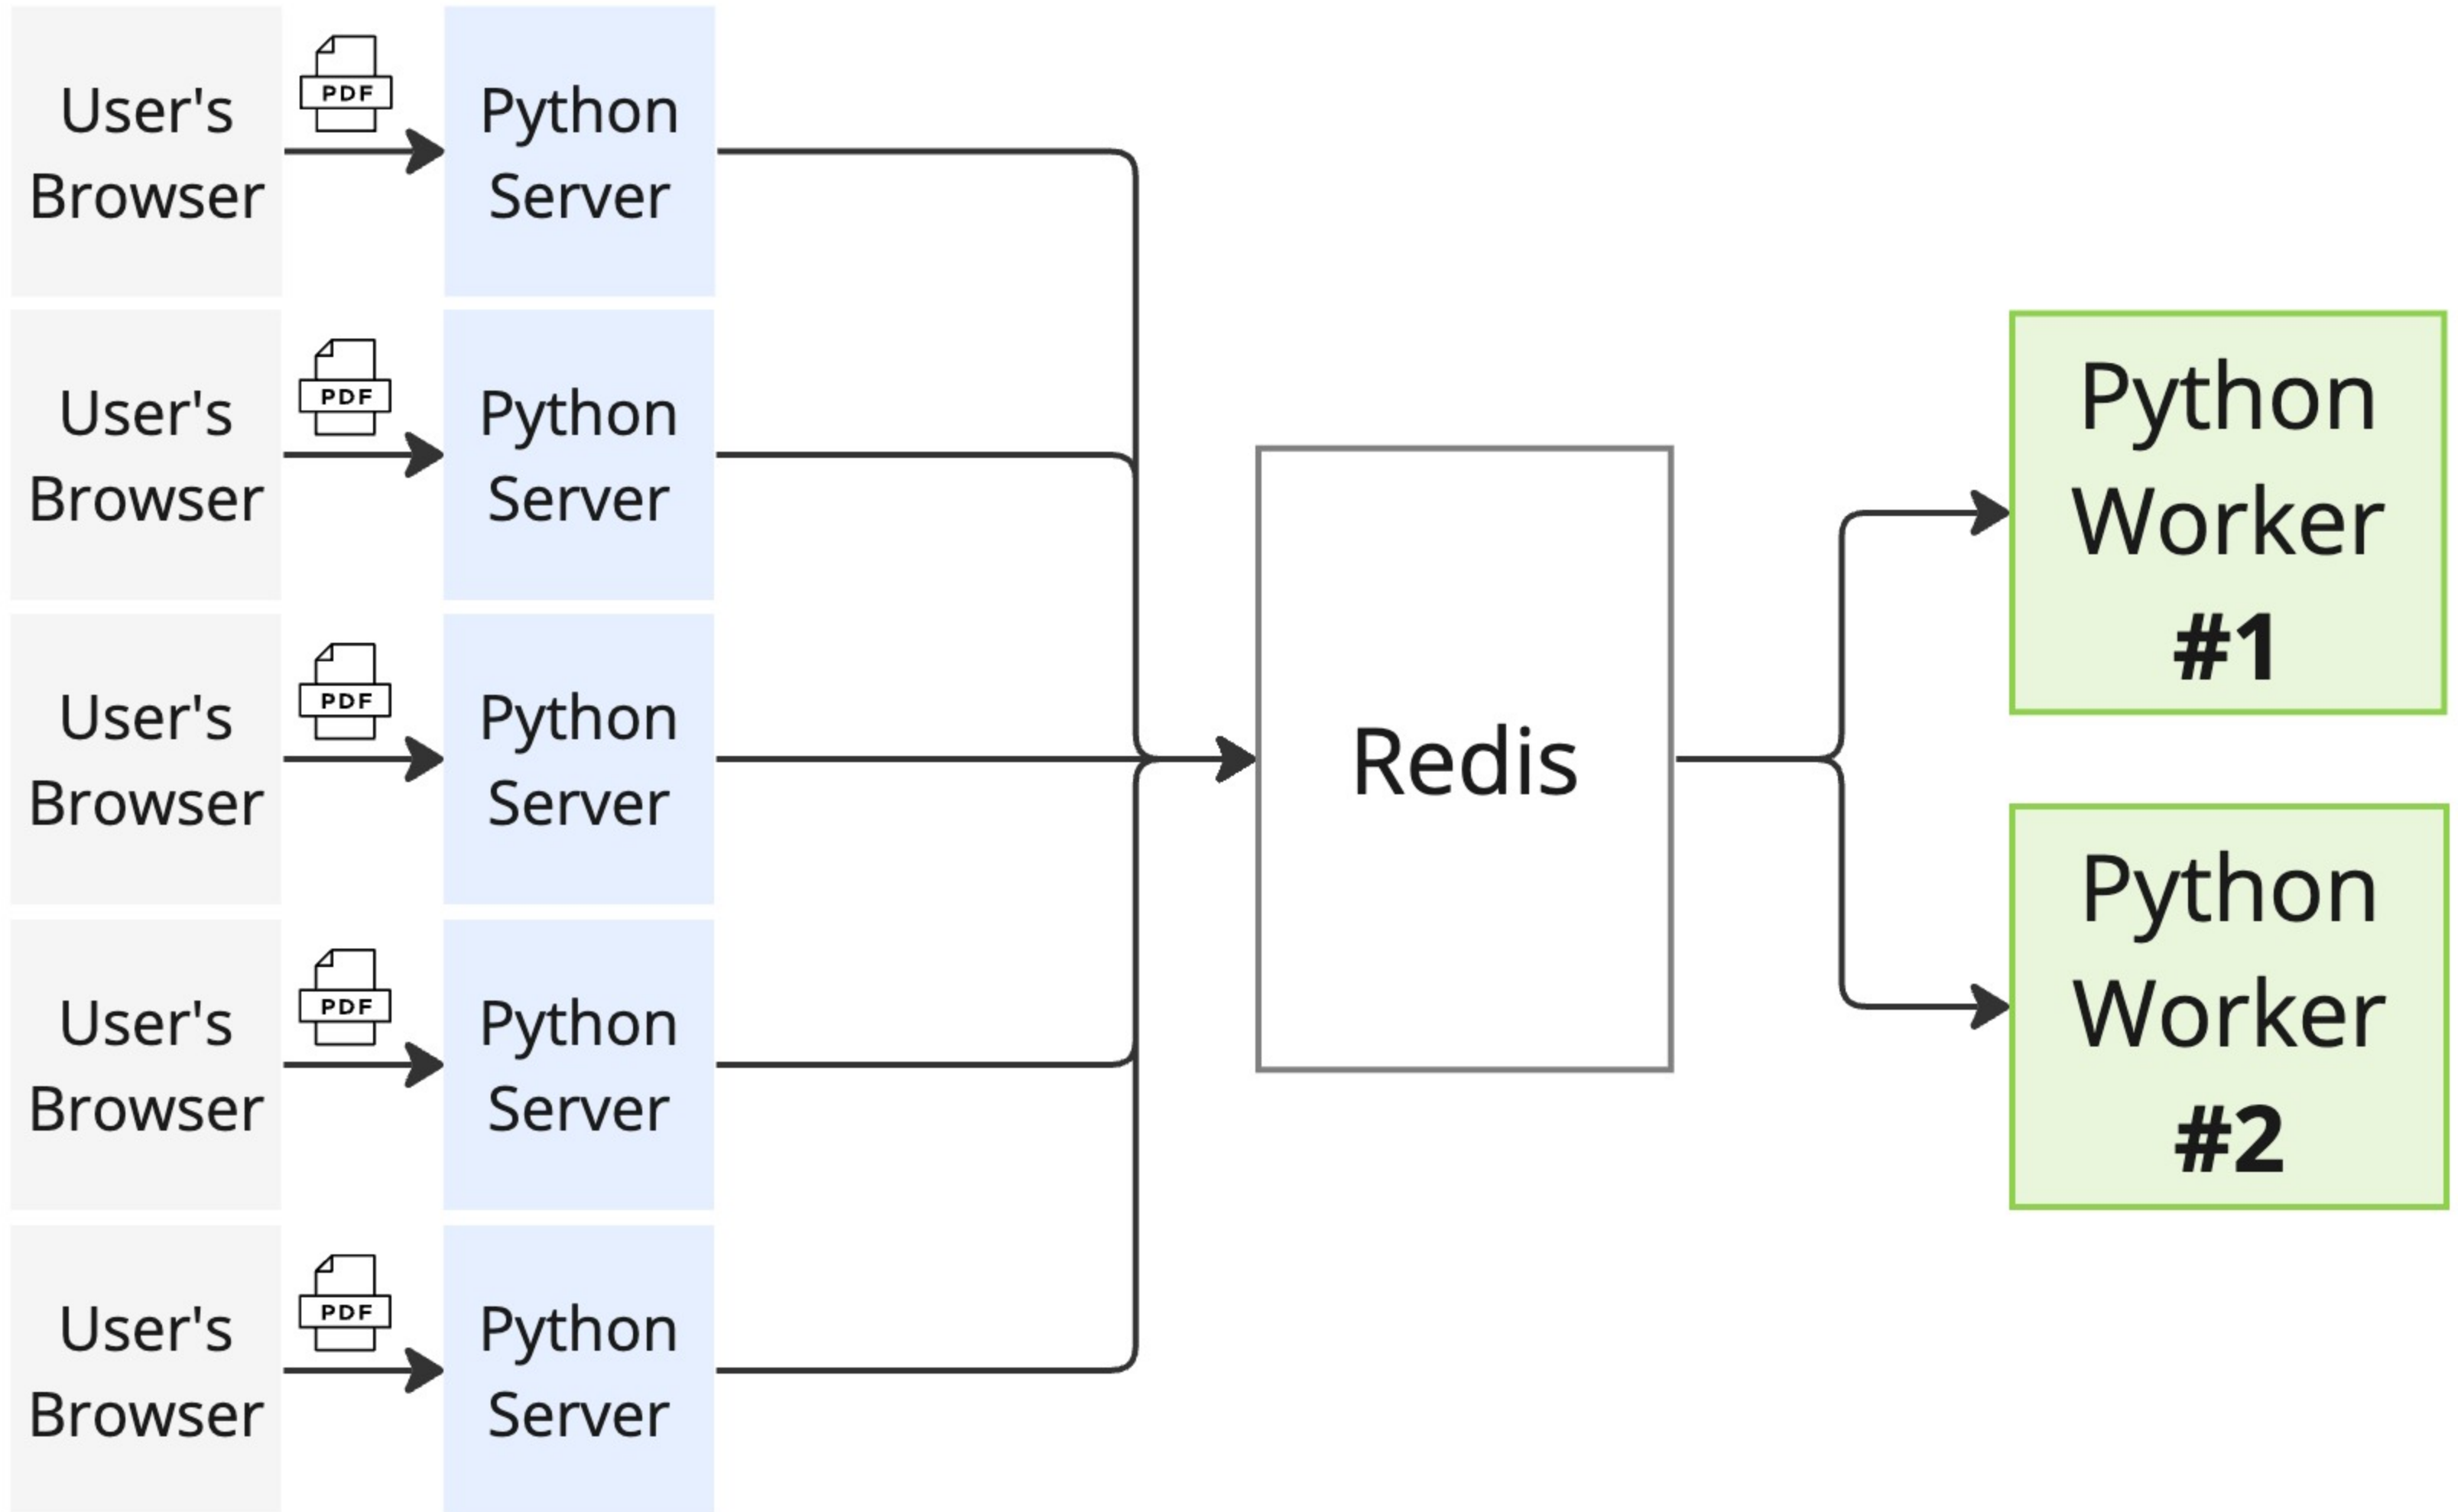 User's
Browser
PDF
Python
Server
User's
Browser
PDF
Python
Server
User's
Browser
PDF
Python
Server
User's
Browser
PDF
Python
Server
User's
Browser
PDF
Python
Server
Redis
Python
Worker
#1
Python
Worker
#2